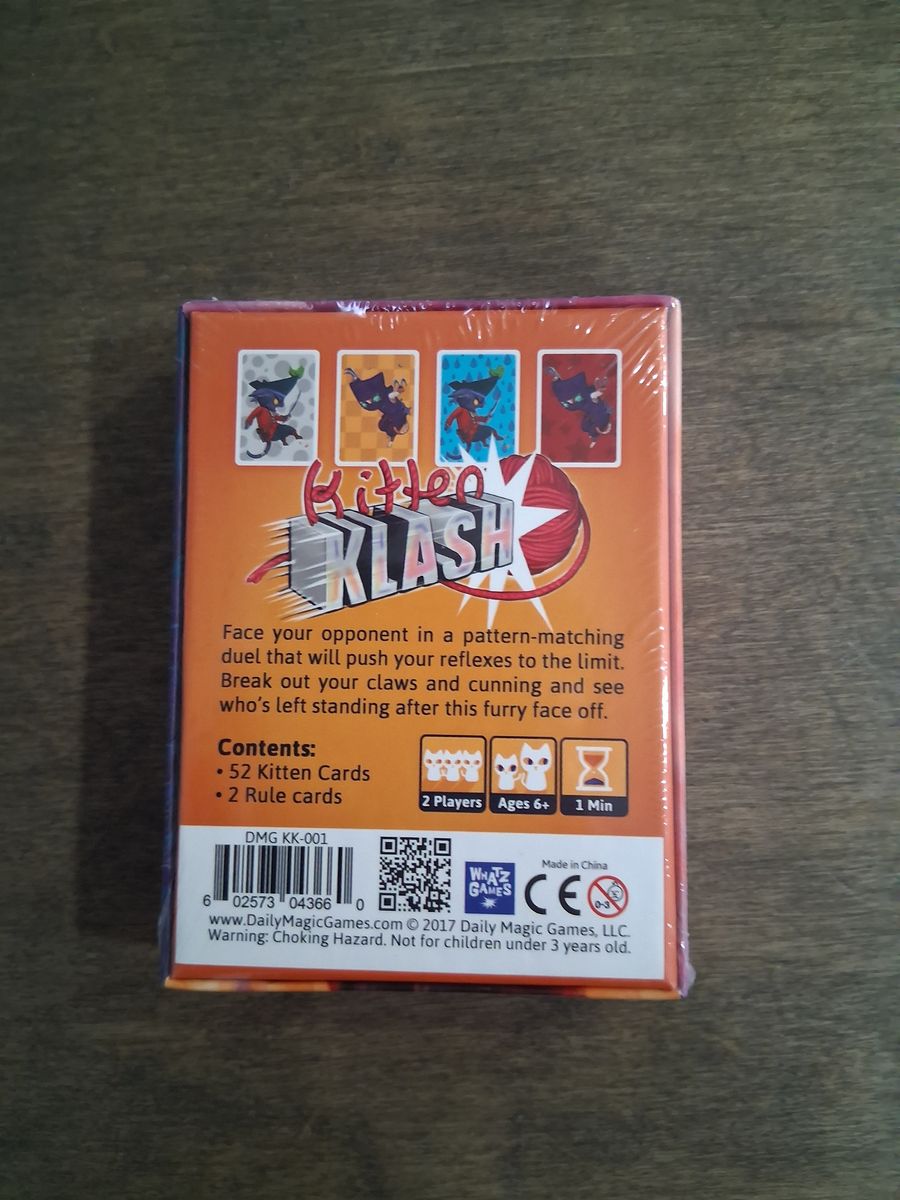 Kitten
KLASH
Face your opponent in a pattern-matching
duel that will push your reflexes to the limit.
Break out your claws and cunning and see
who's left standing after this furry face off.
Contents:
• 52 Kitten Cards
• 2 Rule cards
2 Players
Ages 6+
1 Min
DMG KK-001
6 02573 04366 0
WHATZ
GAMES
Made in China
CE
0-3
www.DailyMagicGames.com © 2017 Daily Magic Games, LLC.
Warning: Choking Hazard. Not for children under 3 years old.